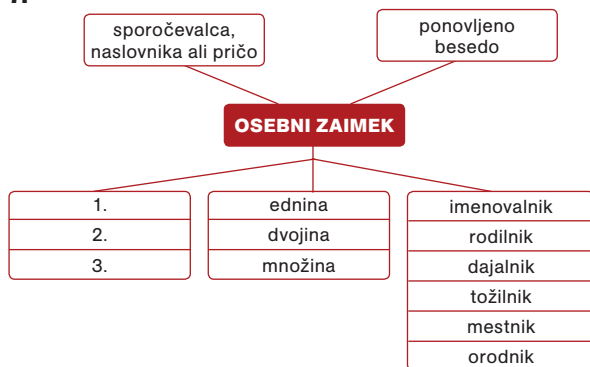 sporočevalca,
naslovnika ali pričo
ponovljeno
besedo
OSEBNI ZAIMEK
1.
2.
3.
ednina
dvojina
množina
imenovalnik
rodilnik
dajalnik
tožilnik
mestnik
orodnik